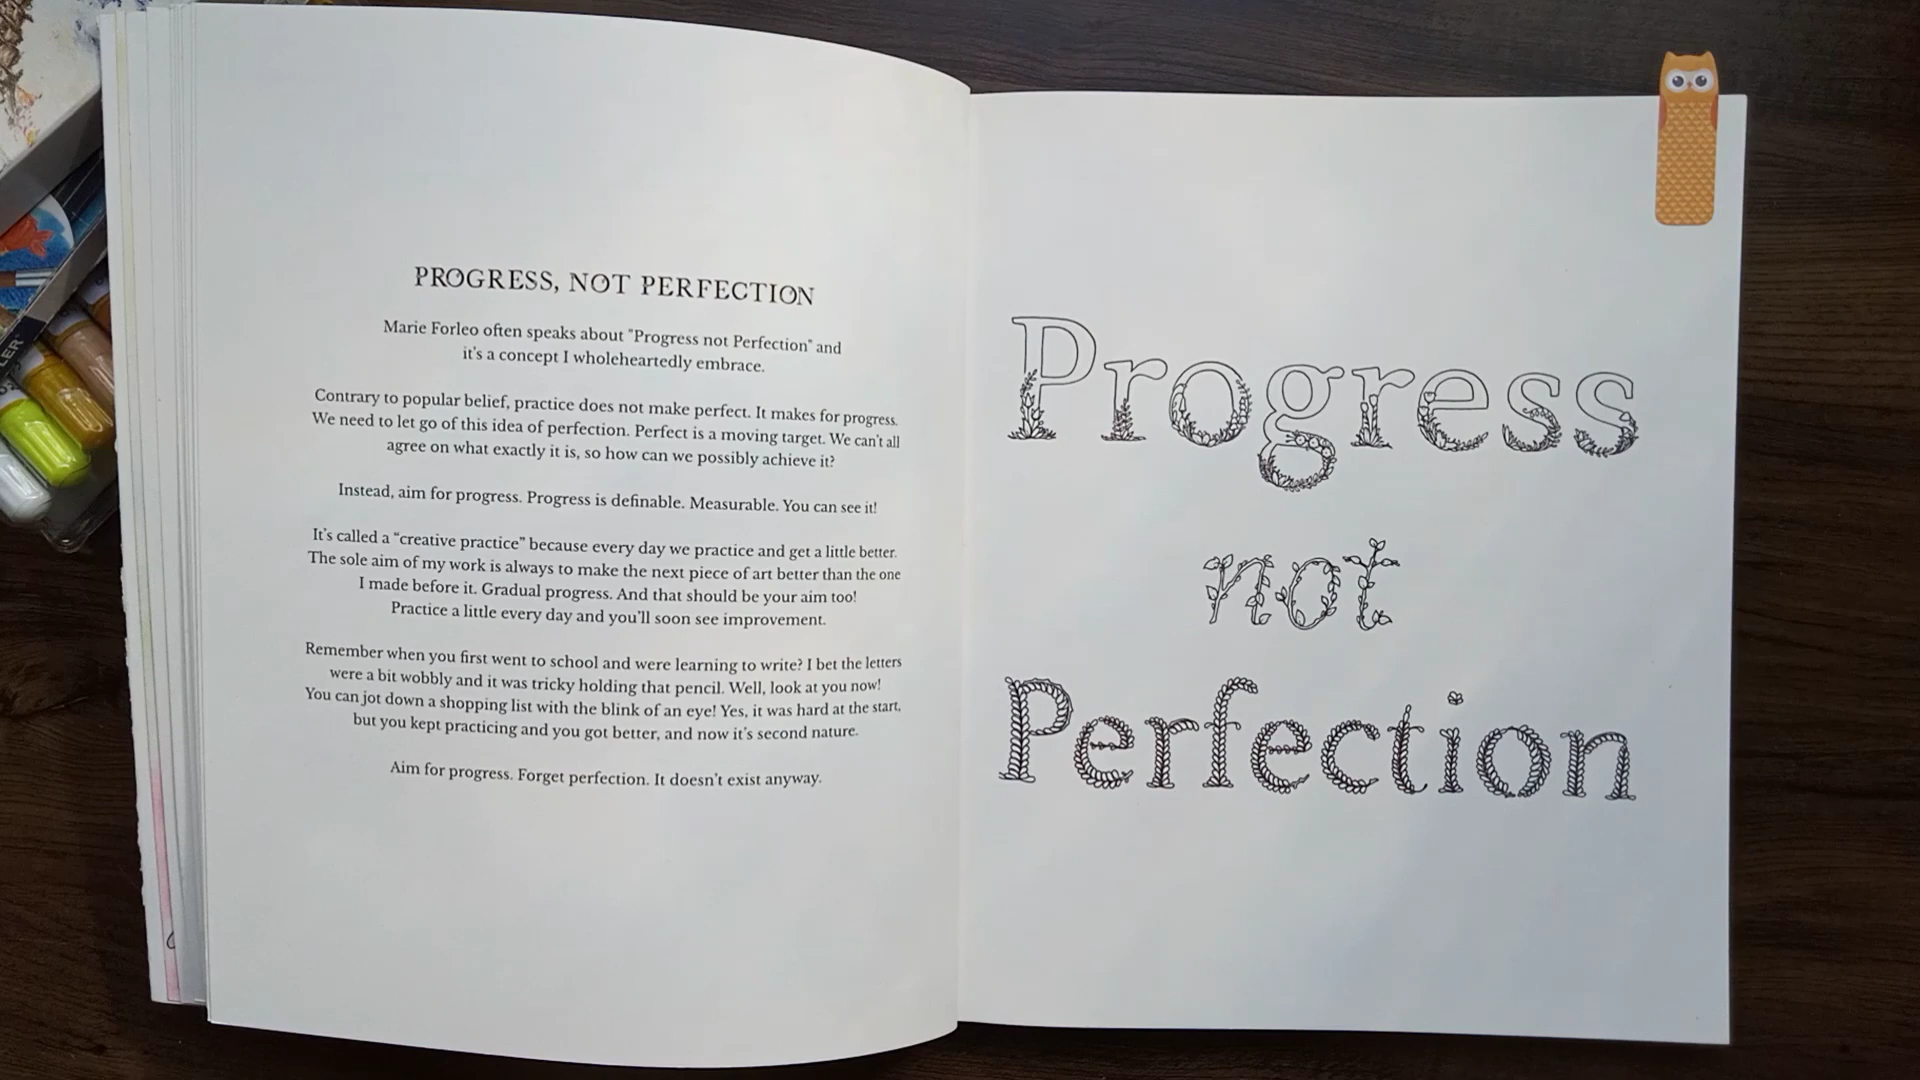 PROGRESS, NOT PERFECTION
Marie Forleo often speaks about "Progress not Perfection" and
it's a concept I wholeheartedly embrace.
Contrary to popular belief, practice does not make perfect. It makes for progress.
We need to let go of this idea of perfection. Perfect is a moving target. We can't all
agree on what exactly it is, so how can we possibly achieve it?
Instead, aim for progress. Progress is definable. Measurable. You can see it!
It's called a “creative practice” because every day we practice and get a little better.
The sole aim of my work is always to make the next piece of art better than the one
I made before it. Gradual progress. And that should be your aim too!
Practice a little every day and you'll soon see improvement.
Remember when you first went to school and were learning to write? I bet the letters
were a bit wobbly and it was tricky holding that pencil. Well, look at you now!
You can jot down a shopping list with the blink of an eye! Yes, it was hard at the start,
but you kept practicing and you got better, and now it's second nature.
Aim for progress. Forget perfection. It doesn't exist anyway.
Progress
not
Perfection